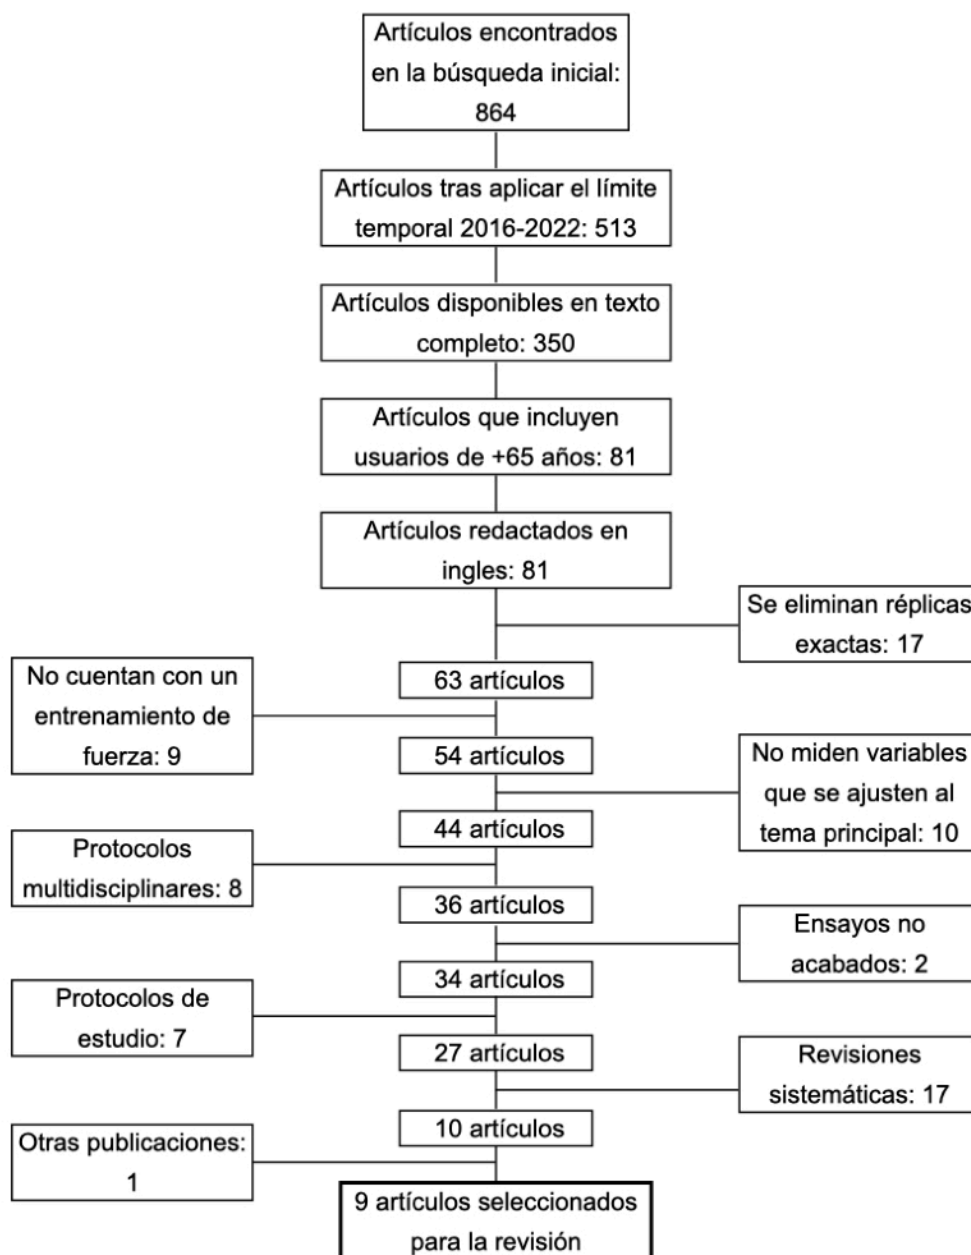 Artículos encontrados
en la búsqueda inicial:
864
Artículos tras aplicar el límite
temporal 2016-2022: 513
Artículos disponibles en texto
completo: 350
Artículos que incluyen
usuarios de +65 años: 81
Artículos redactados en
ingles: 81
Se eliminan réplicas
exactas: 17
63 artículos
No cuentan con un
entrenamiento de
fuerza: 9
54 artículos
No miden variables
que se ajusten al
tema principal: 10
44 artículos
Protocolos
multidisciplinares: 8
36 artículos
Ensayos no
acabados: 2
34 artículos
Protocolos de
estudio: 7
27 artículos
Revisiones
sistemáticas: 17
10 artículos
Otras publicaciones:
1
9 artículos seleccionados
para la revisión